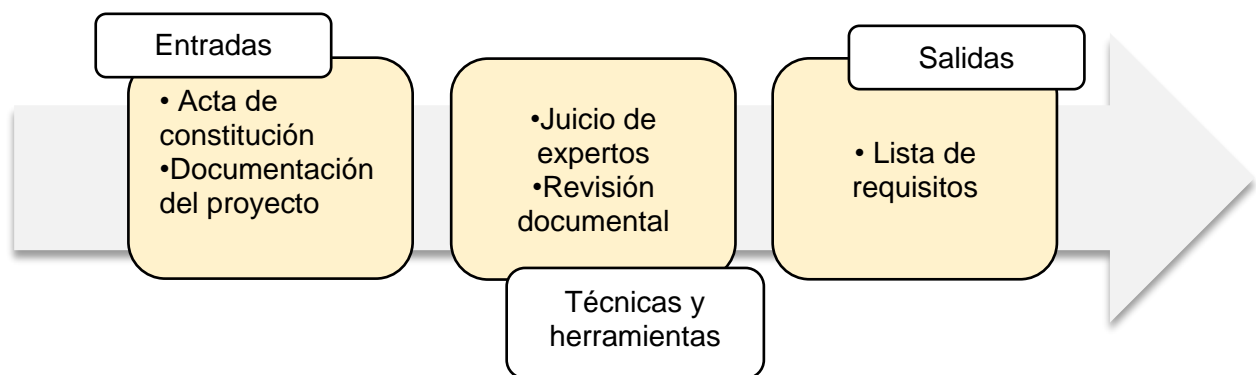 Entradas
• Acta de
constitución
•Documentación
del proyecto
•Juicio de
expertos
•Revisión
documental
Técnicas y
herramientas
Salidas
• Lista de
requisitos